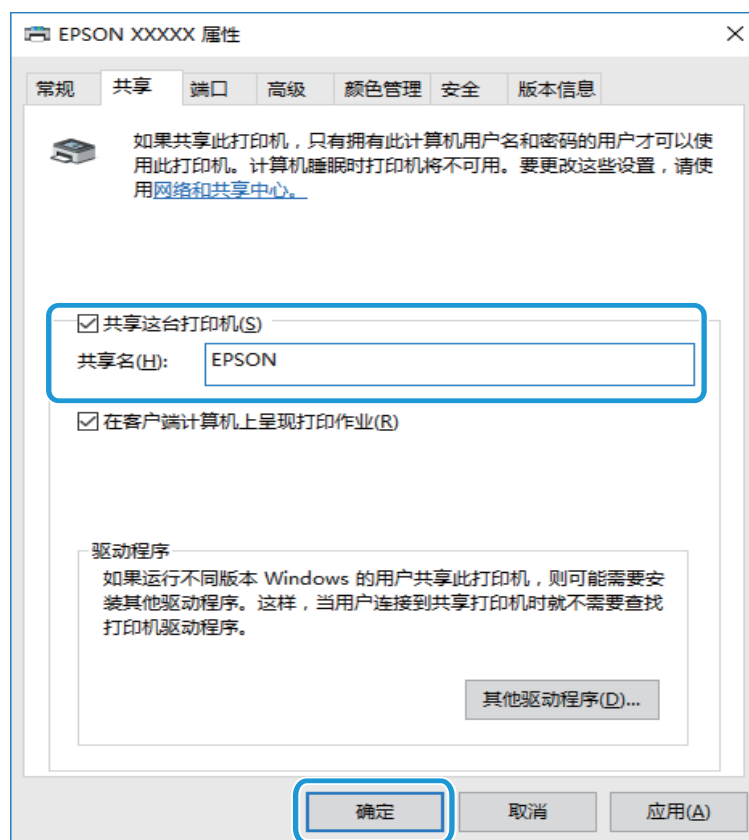 EPSON XXXXX 属性
常规 共享 端口 高级 颜色管理 安全 版本信息
如果共享此打印机，只有拥有此计算机用户名和密码的用户才可以使
用此打印机。计算机睡眠时打印机将不可用。要更改这些设置，请使
用网络和共享中心。
共享这台打印机(S)
共享名(H): EPSON
在客户端计算机上呈现打印作业(R)
驱动程序
如果运行不同版本 Windows 的用户共享此打印机，则可能需要安
装其他驱动程序。这样，当用户连接到共享打印机时就不需要查找
打印机驱动程序。
其他驱动程序(D)...
确定 取消 应用(A)